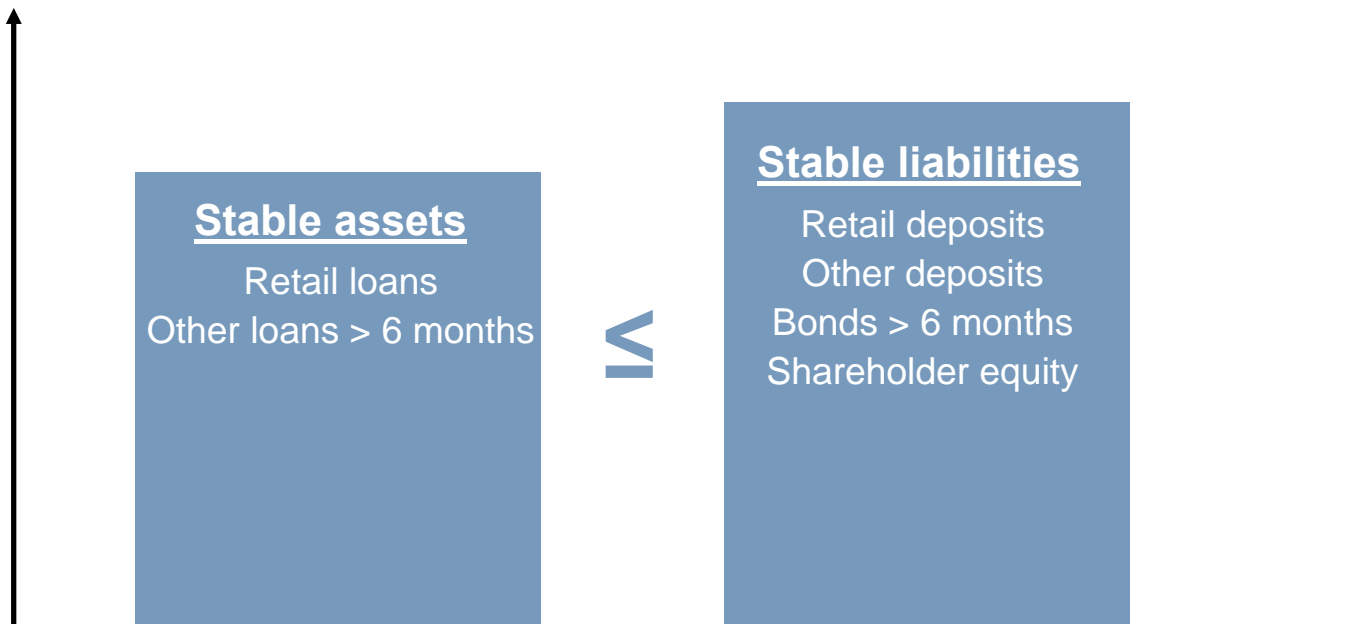 Stable assets
Retail loans
Other loans > 6 months
≤
Stable liabilities
Retail deposits
Other deposits
Bonds > 6 months
Shareholder equity